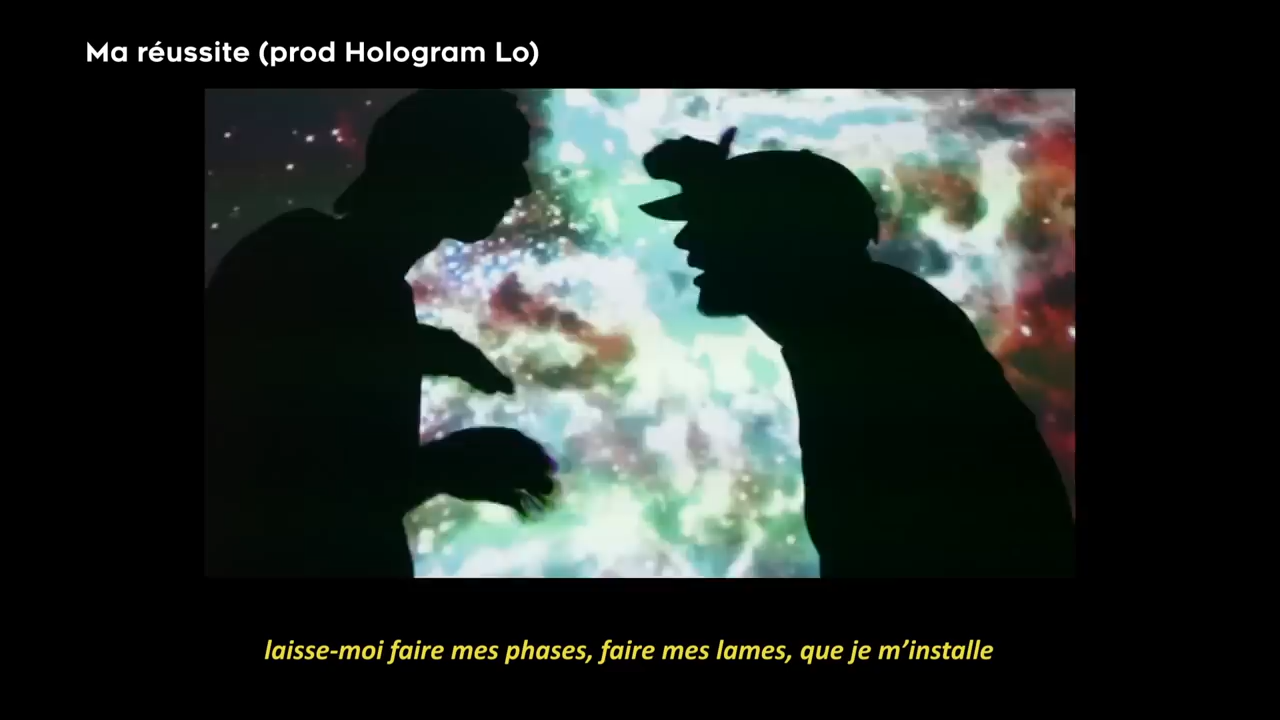 Ma réussite (prod Hologram Lo)
laisse-moi faire mes phases, faire mes lames, que je m’installe